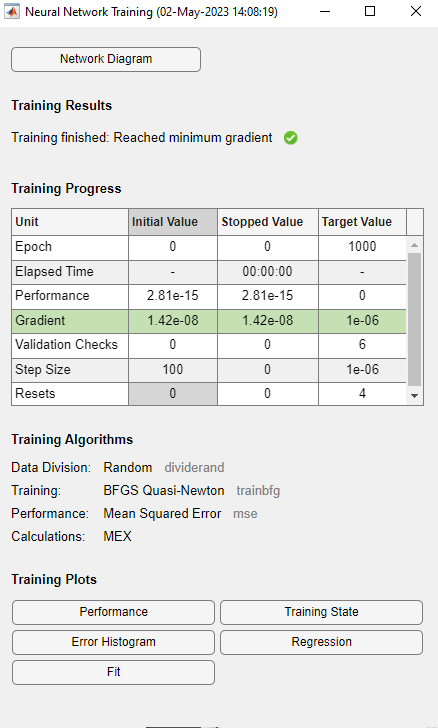 Neural Network Training (02-May-2023 14:08:19)
Network Diagram
Training Results
Training finished: Reached minimum gradient
Training Progress
Unit Initial Value Stopped Value Target Value
Epoch 0 0 1000
Elapsed Time - 00:00:00 -
Performance 2.81e-15 2.81e-15 0
Gradient 1.42e-08 1.42e-08 1e-06
Validation Checks 0 0 6
Step Size 100 0 1e-06
Resets 0 0 4
Training Algorithms
Data Division: Random dividerand
Training: BFGS Quasi-Newton trainbfg
Performance: Mean Squared Error mse
Calculations: MEX
Training Plots
Performance Training State
Error Histogram Regression
Fit